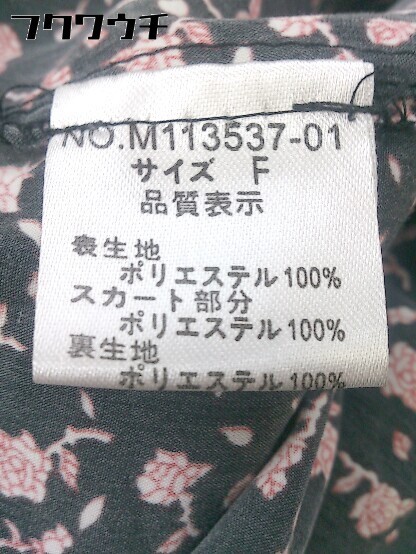 フクワウチ
NO.M113537-01
サイズ F
品質表示
表生地
ポリエステル100%
スカート部分
ポリエステル100%
裏生地
ポリエステル100%